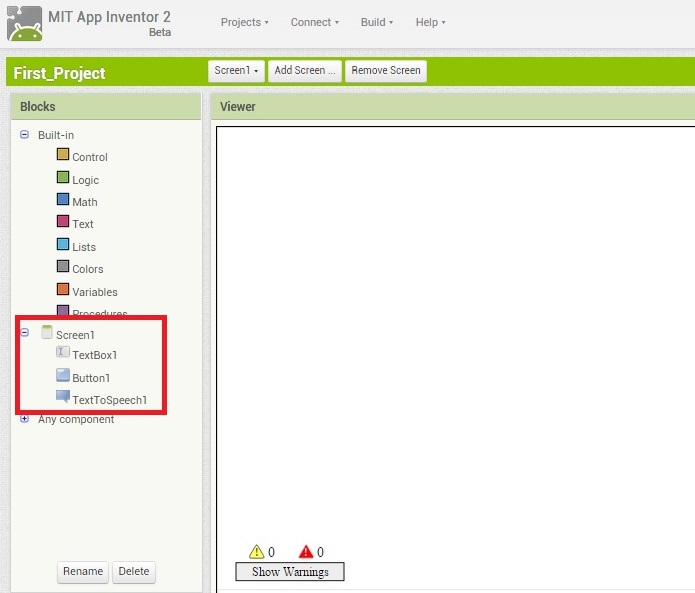 MIT App Inventor 2
Beta
Projects Connect Build Help
First_Project
Screen1 Add Screen ... Remove Screen
Blocks
Viewer
Built-in
Control
Logic
Math
Text
Lists
Colors
Variables
Procedures
Screen1
TextBox1
Button1
TextToSpeech1
Any component
0 0
Show Warnings
Rename Delete